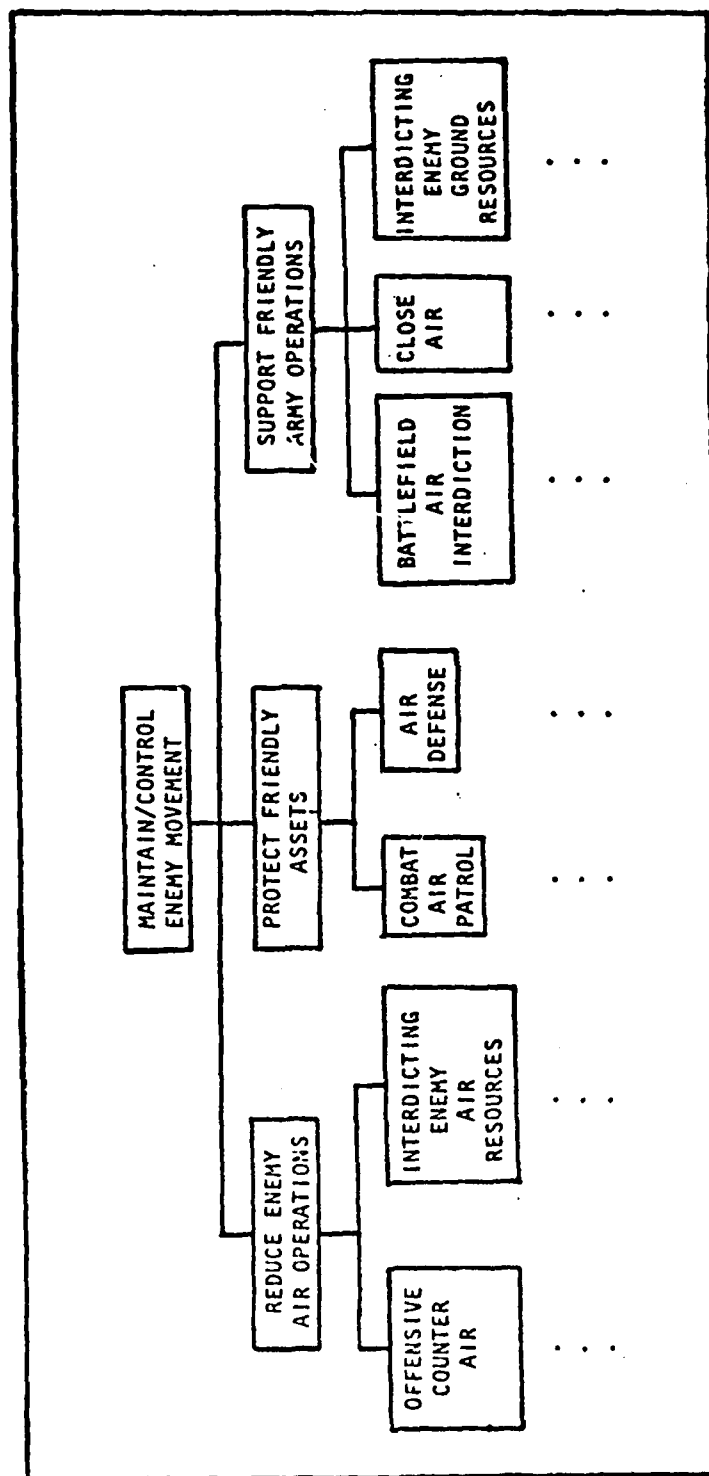 MAINTAIN/CONTROL
ENEMY MOVEMENT
REDUCE ENEMY
AIR OPERATIONS
PROTECT FRIENDLY
ASSETS
SUPPORT FRIENDLY
ARMY OPERATIONS
OFFENSIVE
COUNTER
AIR
INTERDICTING
ENEMY
AIR
RESOURCES
COMBAT
AIR
PATROL
AIR
DEFENSE
BATTLEFIELD
AIR
INTERDICTION
CLOSE
AIR
INTERDICTING
ENEMY
GROUND
RESOURCES
. . .
. . .
. . .
. . .
. . .
. . .
. . .